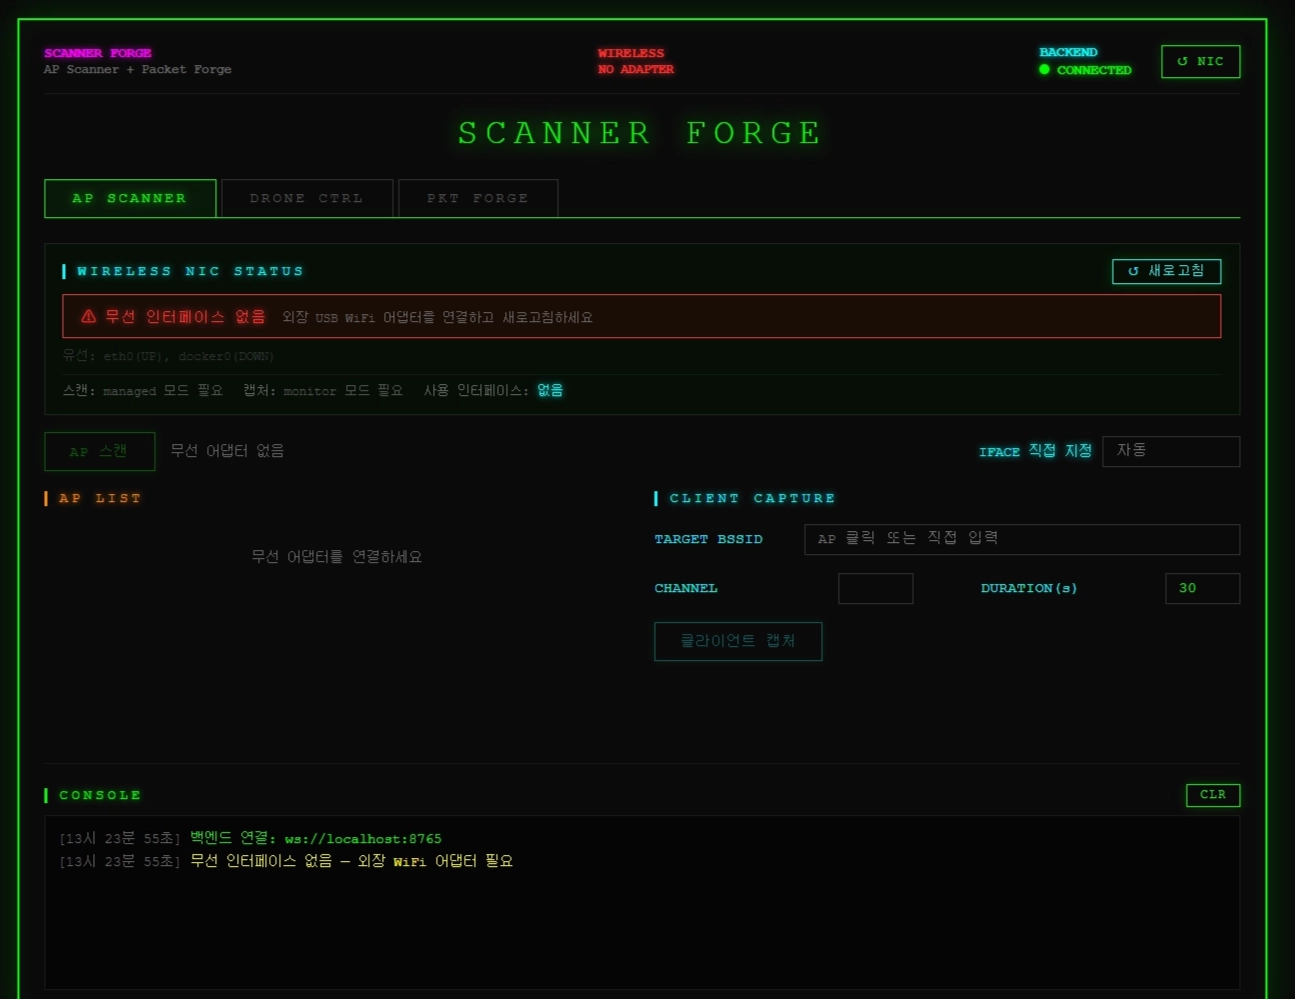 SCANNER FORGE
AP Scanner + Packet Forge
WIRELESS
NO ADAPTER
BACKEND
● CONNECTED
↺ NIC
SCANNER FORGE
AP SCANNER
DRONE CTRL
PKT FORGE
WIRELESS NIC STATUS
↺ 새로고침
⚠ 무선 인터페이스 없음 외장 USB WiFi 어댑터를 연결하고 새로고침하세요
유선: eth0(UP), docker0(DOWN)
스캔: managed 모드 필요 캡처: monitor 모드 필요 사용 인터페이스: 없음
AP 스캔
무선 어댑터 없음
IFACE 직접 지정
자동
AP LIST
무선 어댑터를 연결하세요
CLIENT CAPTURE
TARGET BSSID
AP 클릭 또는 직접 입력
CHANNEL
DURATION(s)
30
클라이언트 캡처
CONSOLE
CLR
[13시 23분 55초] 백엔드 연결: ws://localhost:8765
[13시 23분 55초] 무선 인터페이스 없음 — 외장 WiFi 어댑터 필요